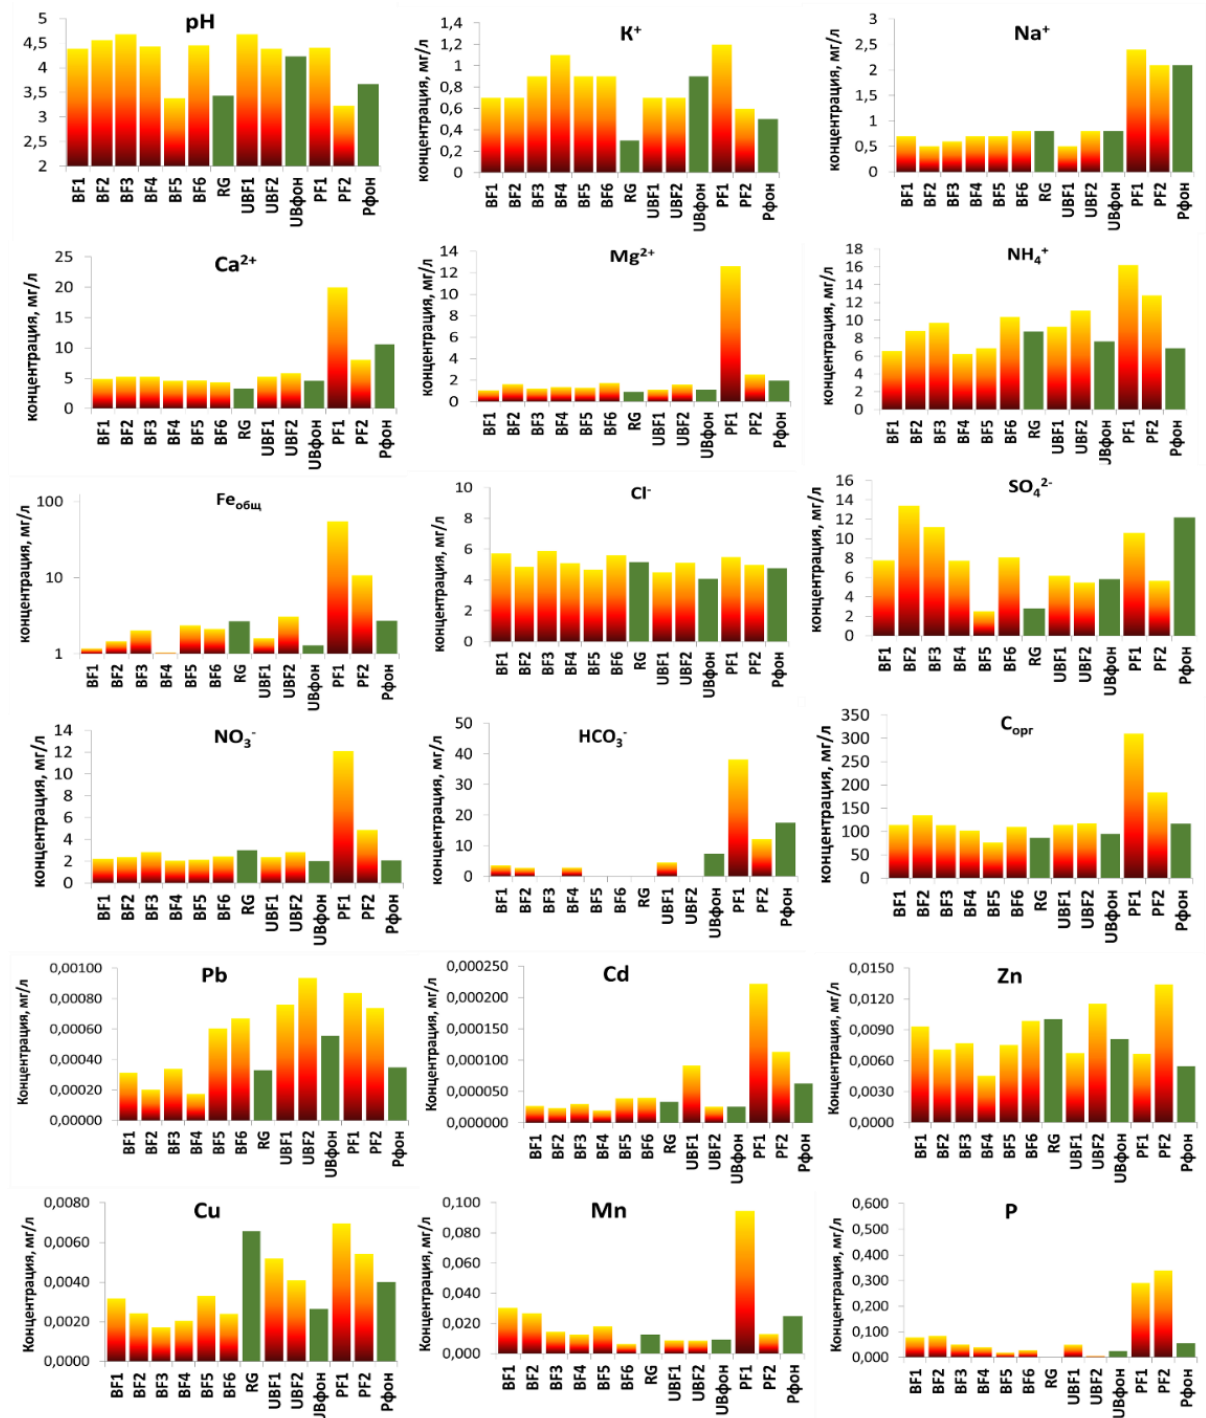 pH
5
4,5
4
3,5
3
2,5
2
BF1 BF2 BF3 BF4 BF5 BF6 RG UBF1 UBF2 UBфон PF1 PF2 Рфон
K⁺
концентрация, мг/л
1,4
1,2
1
0,8
0,6
0,4
0,2
0
BF1 BF2 BF3 BF4 BF5 BF6 RG UBF1 UBF2 UBфон PF1 PF2 Рфон
Na⁺
концентрация, мг/л
3
2,5
2
1,5
1
0,5
0
BF1 BF2 BF3 BF4 BF5 BF6 RG UBF1 UBF2 UBфон PF1 PF2 Рфон
Ca²⁺
концентрация, мг/л
25
20
15
10
5
0
BF1 BF2 BF3 BF4 BF5 BF6 RG UBF1 UBF2 UBфон PF1 PF2 Рфон
Mg²⁺
концентрация, мг/л
14
12
10
8
6
4
2
0
BF1 BF2 BF3 BF4 BF5 BF6 RG UBF1 UBF2 UBфон PF1 PF2 Рфон
NH₄⁺
концентрация, мг/л
18
16
14
12
10
8
6
4
2
0
BF1 BF2 BF3 BF4 BF5 BF6 RG UBF1 UBF2 UBфон PF1 PF2 Рфон
Feобщ
концентрация, мг/л
100
10
1
BF1 BF2 BF3 BF4 BF5 BF6 RG UBF1 UBF2 UBфон PF1 PF2 Рфон
Cl⁻
концентрация, мг/л
10
8
6
4
2
0
BF1 BF2 BF3 BF4 BF5 BF6 RG UBF1 UBF2 UBфон PF1 PF2 Рфон
SO₄²⁻
концентрация, мг/л
16
14
12
10
8
6
4
2
0
BF1 BF2 BF3 BF4 BF5 BF6 RG UBF1 UBF2 UBфон PF1 PF2 Рфон
NO₃⁻
концентрация, мг/л
14
12
10
8
6
4
2
0
BF1 BF2 BF3 BF4 BF5 BF6 RG UBF1 UBF2 UBфон PF1 PF2 Рфон
HCO₃⁻
концентрация, мг/л
50
40
30
20
10
0
BF1 BF2 BF3 BF4 BF5 BF6 RG UBF1 UBF2 UBфон PF1 PF2 Рфон
Cорг
концентрация, мг/л
350
300
250
200
150
100
50
0
BF1 BF2 BF3 BF4 BF5 BF6 RG UBF1 UBF2 UBфон PF1 PF2 Рфон
Pb
Концентрация, мг/л
0,00100
0,00080
0,00060
0,00040
0,00020
0,00000
BF1 BF2 BF3 BF4 BF5 BF6 RG UBF1 UBF2 UBфон PF1 PF2 Рфон
Cd
Концентрация, мг/л
0,000250
0,000200
0,000150
0,000100
0,000050
0,000000
BF1 BF2 BF3 BF4 BF5 BF6 RG UBF1 UBF2 UBфон PF1 PF2 Рфон
Zn
Концентрация, мг/л
0,0150
0,0120
0,0090
0,0060
0,0030
0,0000
BF1 BF2 BF3 BF4 BF5 BF6 RG UBF1 UBF2 UBфон PF1 PF2 Рфон
Cu
Концентрация, мг/л
0,0080
0,0060
0,0040
0,0020
0,0000
BF1 BF2 BF3 BF4 BF5 BF6 RG UBF1 UBF2 UBфон PF1 PF2 Рфон
Mn
Концентрация, мг/л
0,100
0,080
0,060
0,040
0,020
0,000
BF1 BF2 BF3 BF4 BF5 BF6 RG UBF1 UBF2 UBфон PF1 PF2 Рфон
P
Концентрация, мг/л
0,600
0,500
0,400
0,300
0,200
0,100
0,000
BF1 BF2 BF3 BF4 BF5 BF6 RG UBF1 UBF2 UBфон PF1 PF2 Рфон